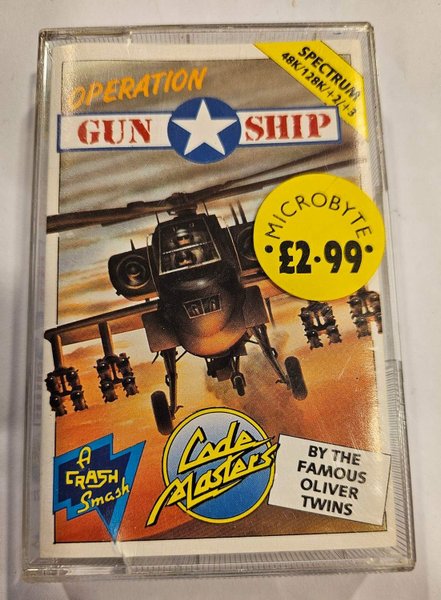 OPERATION
GUN SHIP
SPECTRUM
48K/128K/+2/+3
MICROBYTE
£2.99
A
CRASH
Smash
Code
Masters
BY THE
FAMOUS
OLIVER
TWINS